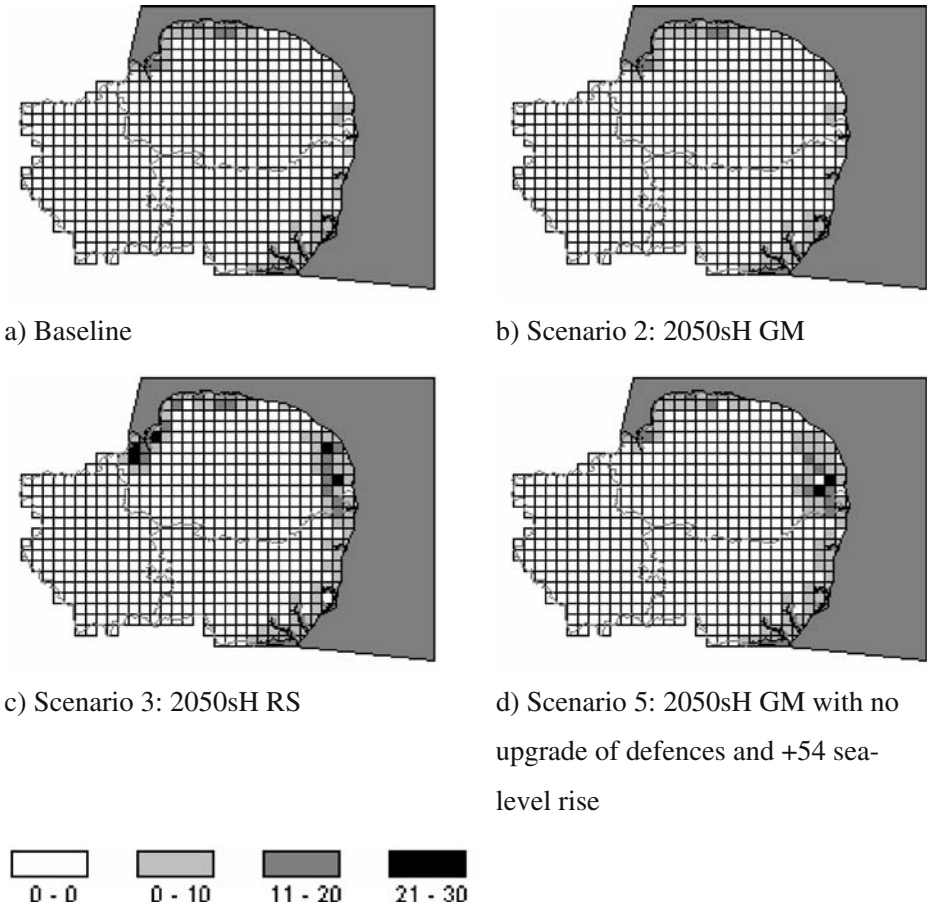 a) Baseline
b) Scenario 2: 2050sH GM
c) Scenario 3: 2050sH RS
d) Scenario 5: 2050sH GM with no
upgrade of defences and +54 sea-
level rise
0 - 0
0 - 10
11 - 20
21 - 30